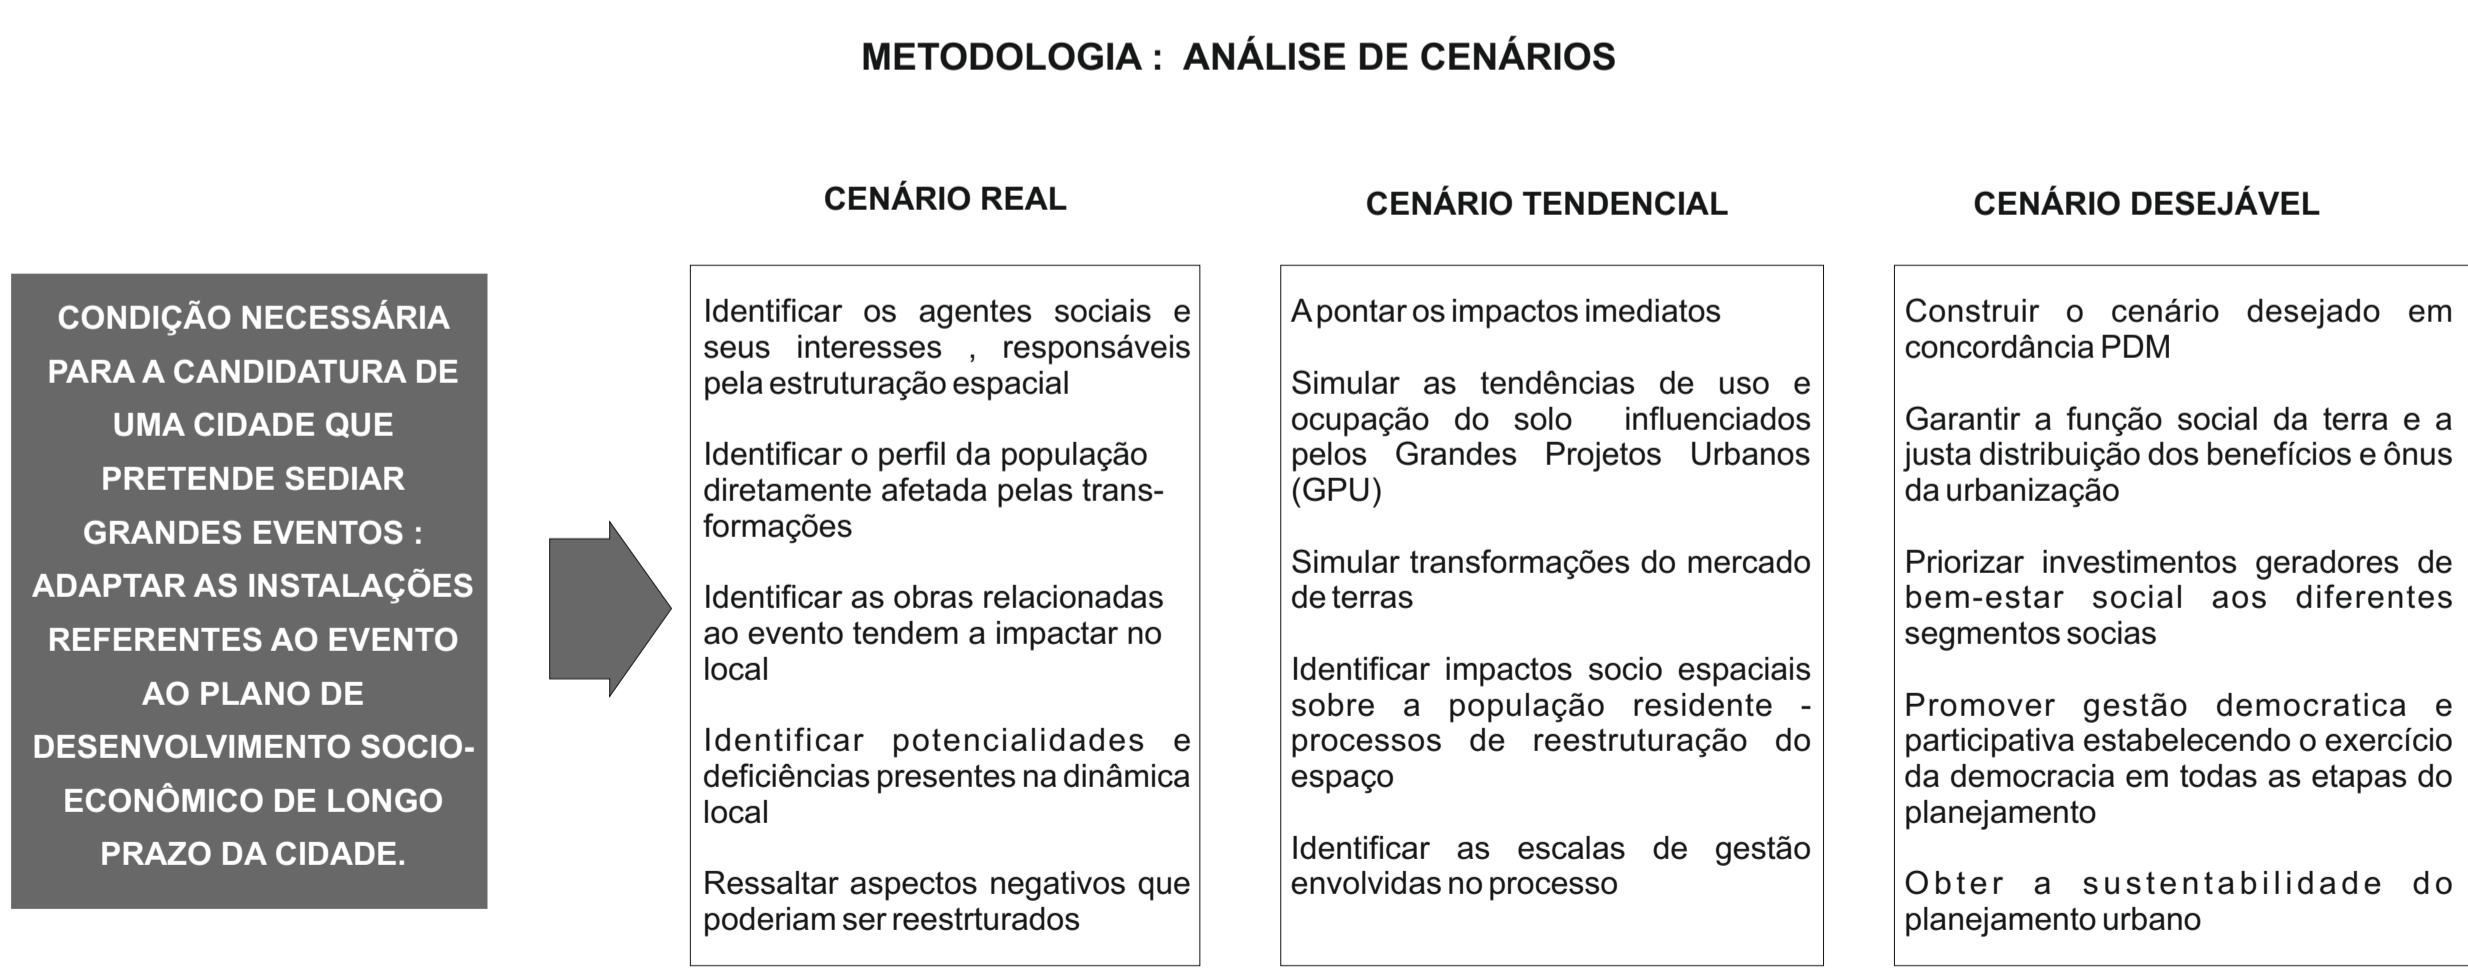 METODOLOGIA : ANÁLISE DE CENÁRIOS
CONDIÇÃO NECESSÁRIA
PARA A CANDIDATURA DE
UMA CIDADE QUE
PRETENDE SEDIAR
GRANDES EVENTOS :
ADAPTAR AS INSTALAÇÕES
REFERENTES AO EVENTO
AO PLANO DE
DESENVOLVIMENTO SOCIO-
ECONÔMICO DE LONGO
PRAZO DA CIDADE.
CENÁRIO REAL
Identificar os agentes sociais e
seus interesses , responsáveis
pela estruturação espacial
Identificar o perfil da população
diretamente afetada pelas trans-
formações
Identificar as obras relacionadas
ao evento tendem a impactar no
local
Identificar potencialidades e
deficiências presentes na dinâmica
local
Ressaltar aspectos negativos que
poderiam ser reestrturados
CENÁRIO TENDENCIAL
Apontar os impactos imediatos
Simular as tendências de uso e
ocupação do solo influenciados
pelos Grandes Projetos Urbanos
(GPU)
Simular transformações do mercado
de terras
Identificar impactos socio espaciais
sobre a população residente -
processos de reestruturação do
espaço
Identificar as escalas de gestão
envolvidas no processo
CENÁRIO DESEJÁVEL
Construir o cenário desejado em
concordância PDM
Garantir a função social da terra e a
justa distribuição dos benefícios e ônus
da urbanização
Priorizar investimentos geradores de
bem-estar social aos diferentes
segmentos socias
Promover gestão democratica e
participativa estabelecendo o exercício
da democracia em todas as etapas do
planejamento
Obter a sustentabilidade do
planejamento urbano